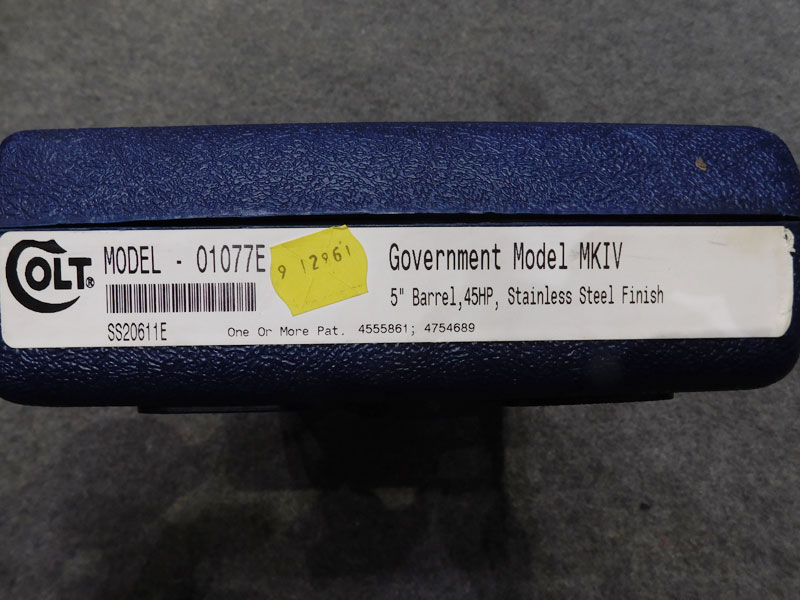 COLT®
MODEL - 01077E
9 12961
Government Model MKIV
5" Barrel,45HP, Stainless Steel Finish
SS20611E
One Or More Pat. 4555861; 4754689